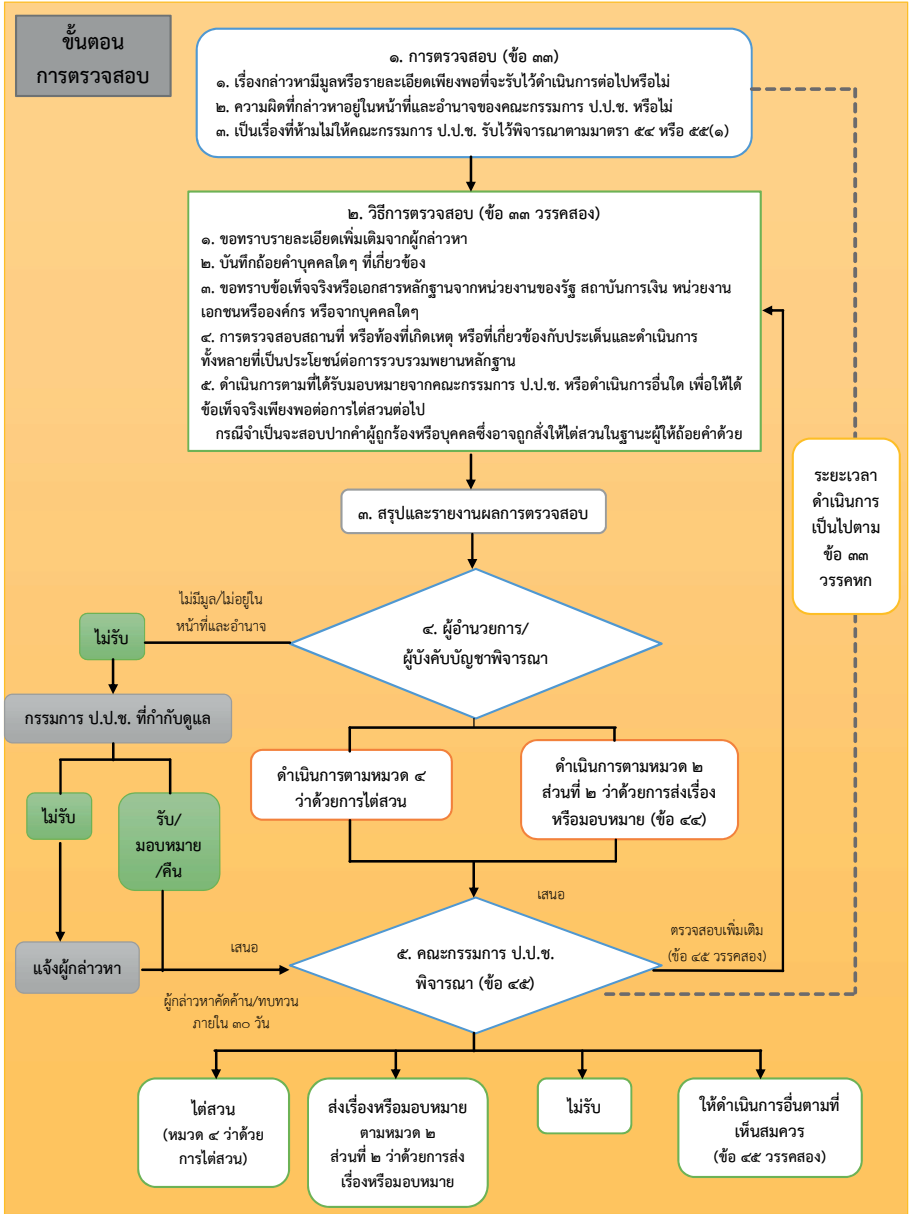 ขั้นตอน
การตรวจสอบ
๑. การตรวจสอบ (ข้อ ๓๓)
๑. เรื่องกล่าวหามีมูลหรือรายละเอียดเพียงพอที่จะรับไว้ดำเนินการต่อไปหรือไม่
๒. ความผิดที่กล่าวหาอยู่ในหน้าที่และอำนาจของคณะกรรมการ ป.ป.ช. หรือไม่
๓. เป็นเรื่องที่ห้ามไม่ให้คณะกรรมการ ป.ป.ช. รับไว้พิจารณาตามมาตรา ๕๔ หรือ ๕๕(๑)
๒. วิธีการตรวจสอบ (ข้อ ๓๓ วรรคสอง)
๑. ขอทราบรายละเอียดเพิ่มเติมจากผู้กล่าวหา
๒. บันทึกถ้อยคำบุคคลใดๆ ที่เกี่ยวข้อง
๓. ขอทราบข้อเท็จจริงหรือเอกสารหลักฐานจากหน่วยงานของรัฐ สถาบันการเงิน หน่วยงาน
เอกชนหรือองค์กร หรือจากบุคคลใดๆ
๔. การตรวจสอบสถานที่ หรือท้องที่เกิดเหตุ หรือที่เกี่ยวข้องกับประเด็นและดำเนินการ
ทั้งหลายที่เป็นประโยชน์ต่อการรวบรวมพยานหลักฐาน
๕. ดำเนินการตามที่ได้รับมอบหมายจากคณะกรรมการ ป.ป.ช. หรือดำเนินการอื่นใด เพื่อให้ได้
ข้อเท็จจริงเพียงพอต่อการไต่สวนต่อไป
กรณีจำเป็นจะสอบปากคำผู้ถูกร้องหรือบุคคลซึ่งอาจถูกสั่งให้ไต่สวนในฐานะผู้ให้ถ้อยคำด้วย
ระยะเวลา
ดำเนินการ
เป็นไปตาม
ข้อ ๓๓
วรรคหก
๓. สรุปและรายงานผลการตรวจสอบ
ไม่มีมูล/ไม่อยู่ใน
หน้าที่และอำนาจ
ไม่รับ
๔. ผู้อำนวยการ/
ผู้บังคับบัญชาพิจารณา
กรรมการ ป.ป.ช. ที่กำกับดูแล
ดำเนินการตามหมวด ๔
ว่าด้วยการไต่สวน
ดำเนินการตามหมวด ๒
ส่วนที่ ๒ ว่าด้วยการส่งเรื่อง
หรือมอบหมาย (ข้อ ๔๔)
ไม่รับ
รับ/
มอบหมาย
/คืน
เสนอ
ตรวจสอบเพิ่มเติม
(ข้อ ๔๕ วรรคสอง)
แจ้งผู้กล่าวหา
เสนอ
๕. คณะกรรมการ ป.ป.ช.
พิจารณา (ข้อ ๔๕)
ผู้กล่าวหาคัดค้าน/ทบทวน
ภายใน ๓๐ วัน
ไต่สวน
(หมวด ๔ ว่าด้วย
การไต่สวน)
ส่งเรื่องหรือมอบหมาย
ตามหมวด ๒
ส่วนที่ ๒ ว่าด้วยการส่ง
เรื่องหรือมอบหมาย
ไม่รับ
ให้ดำเนินการอื่นตามที่
เห็นสมควร
(ข้อ ๔๕ วรรคสอง)